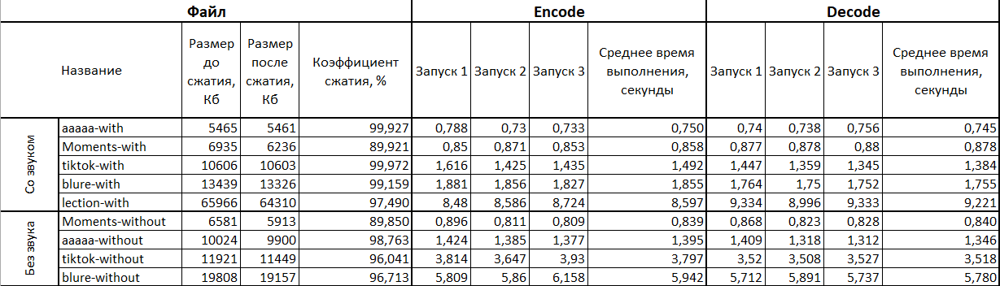 Файл Encode Decode
Название Размер до сжатия, Кб Размер после сжатия, Кб Коэффициент сжатия, % Запуск 1 Запуск 2 Запуск 3 Среднее время выполнения, секунды Запуск 1 Запуск 2 Запуск 3 Среднее время выполнения, секунды
Со звуком
aaaaa-with 5465 5461 99,927 0,788 0,73 0,733 0,750 0,74 0,738 0,756 0,745
Moments-with 6935 6236 89,921 0,85 0,871 0,853 0,858 0,877 0,878 0,88 0,878
tiktok-with 10606 10603 99,972 1,616 1,425 1,435 1,492 1,447 1,359 1,345 1,384
blure-with 13439 13326 99,159 1,881 1,856 1,827 1,855 1,764 1,75 1,752 1,755
lection-with 65966 64310 97,490 8,48 8,586 8,724 8,597 9,334 8,996 9,333 9,221
Без звука
Moments-without 6581 5913 89,850 0,896 0,811 0,809 0,839 0,868 0,823 0,828 0,840
aaaaa-without 10024 9900 98,763 1,424 1,385 1,377 1,395 1,409 1,318 1,312 1,346
tiktok-without 11921 11449 96,041 3,814 3,647 3,93 3,797 3,52 3,508 3,527 3,518
blure-without 19808 19157 96,713 5,809 5,86 6,158 5,942 5,712 5,891 5,737 5,780